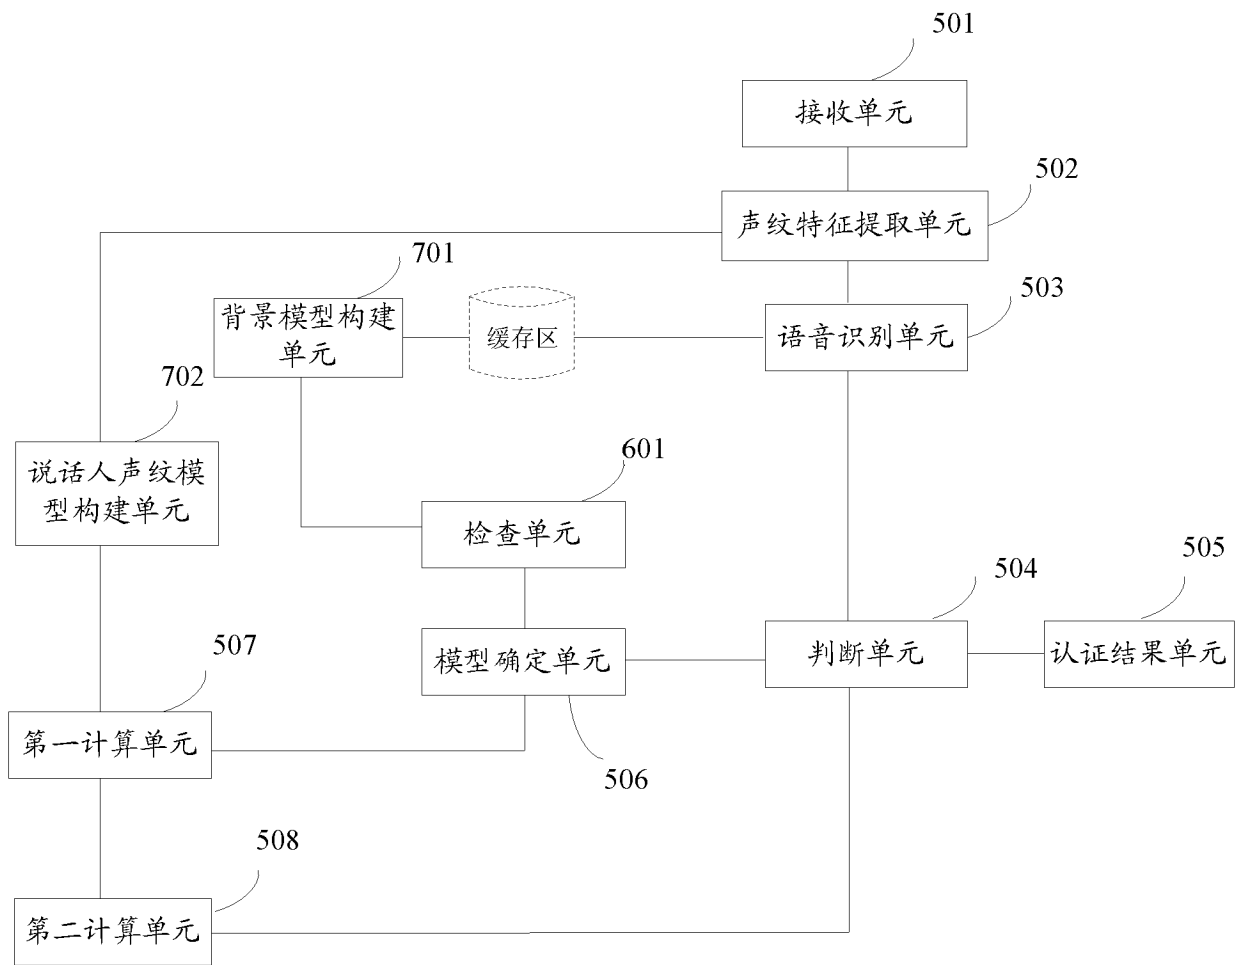 501
接收单元
502
声纹特征提取单元
701
503
背景模型构建
单元
缓存区
语音识别单元
702
说话人声纹模
型构建单元
601
检查单元
504
505
507
模型确定单元
判断单元
认证结果单元
第一计算单元
506
508
第二计算单元